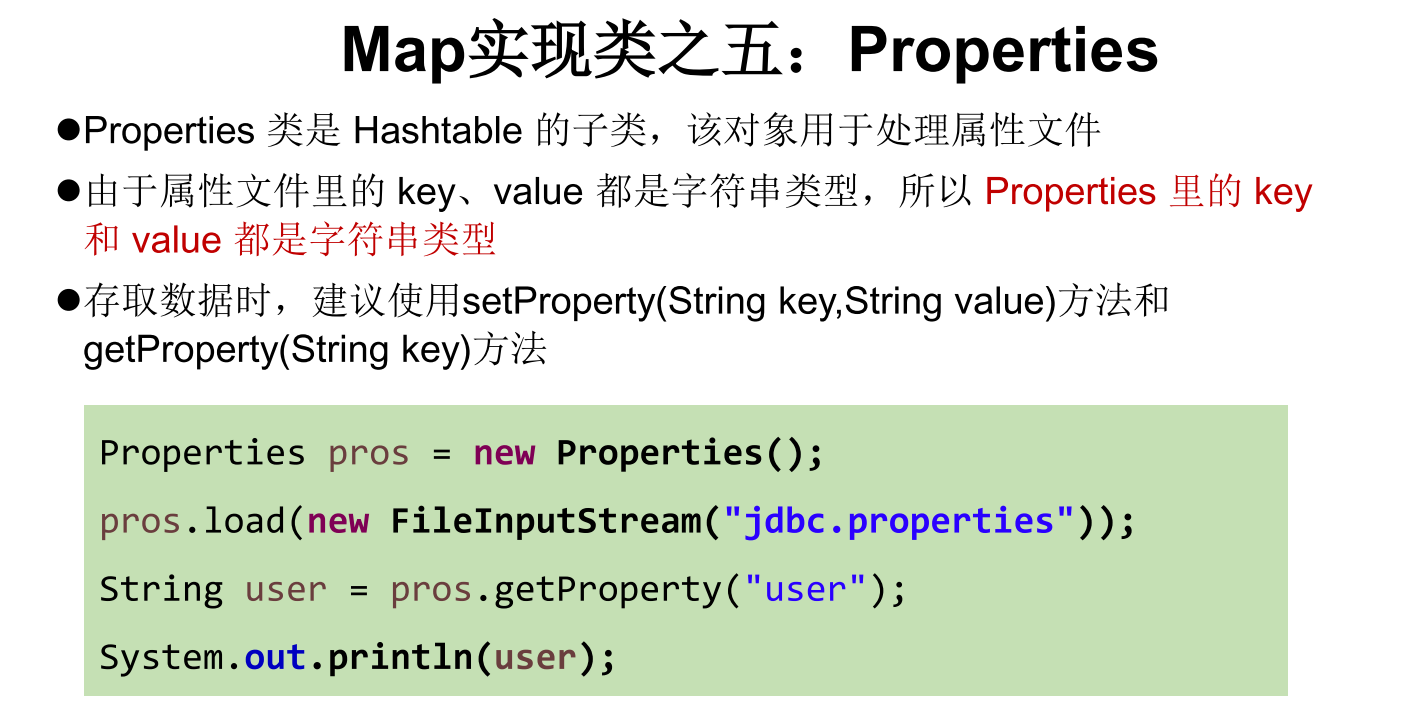 Map实现类之五：Properties
●Properties 类是 Hashtable 的子类，该对象用于处理属性文件
●由于属性文件里的 key、value 都是字符串类型，所以 Properties 里的 key
和 value 都是字符串类型
●存取数据时，建议使用setProperty(String key,String value)方法和
getProperty(String key)方法
Properties pros = new Properties();
pros.load(new FileInputStream("jdbc.properties"));
String user = pros.getProperty("user");
System.out.println(user);